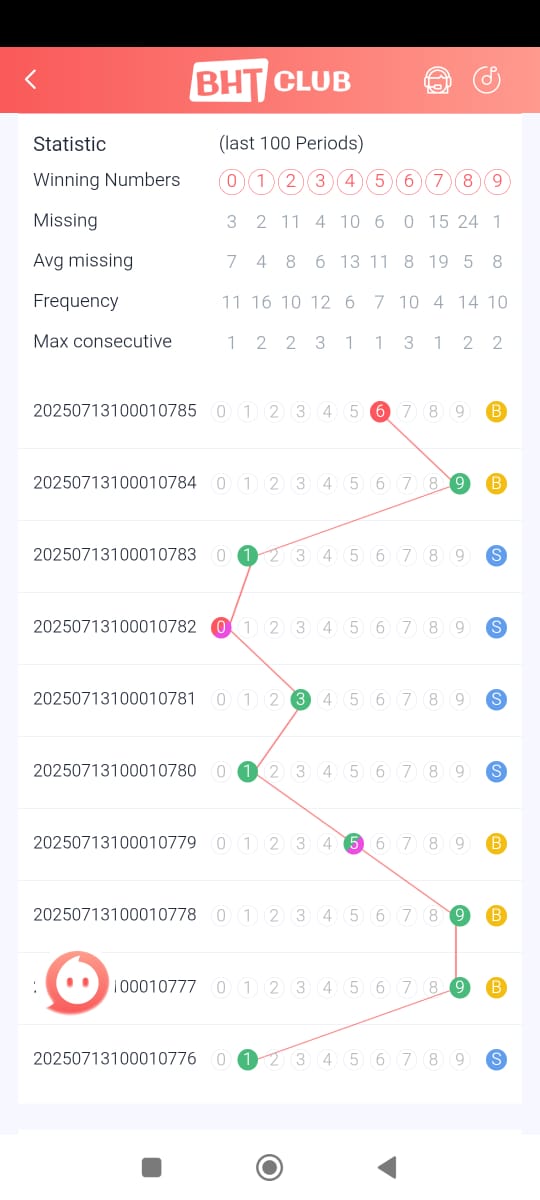 BHT CLUB
Statistic (last 100 Periods)
Winning Numbers 0 1 2 3 4 5 6 7 8 9
Missing 3 2 11 4 10 6 0 15 24 1
Avg missing 7 4 8 6 13 11 8 19 5 8
Frequency 11 16 10 12 6 7 10 4 14 10
Max consecutive 1 2 2 3 1 1 3 1 2 2
20250713100010785 0 1 2 3 4 5 6 7 8 9 B
20250713100010784 0 1 2 3 4 5 6 7 8 9 B
20250713100010783 0 1 2 3 4 5 6 7 8 9 S
20250713100010782 0 1 2 3 4 5 6 7 8 9 S
20250713100010781 0 1 2 3 4 5 6 7 8 9 S
20250713100010780 0 1 2 3 4 5 6 7 8 9 S
20250713100010779 0 1 2 3 4 5 6 7 8 9 B
20250713100010778 0 1 2 3 4 5 6 7 8 9 B
00010777 0 1 2 3 4 5 6 7 8 9 B
20250713100010776 0 1 2 3 4 5 6 7 8 9 S